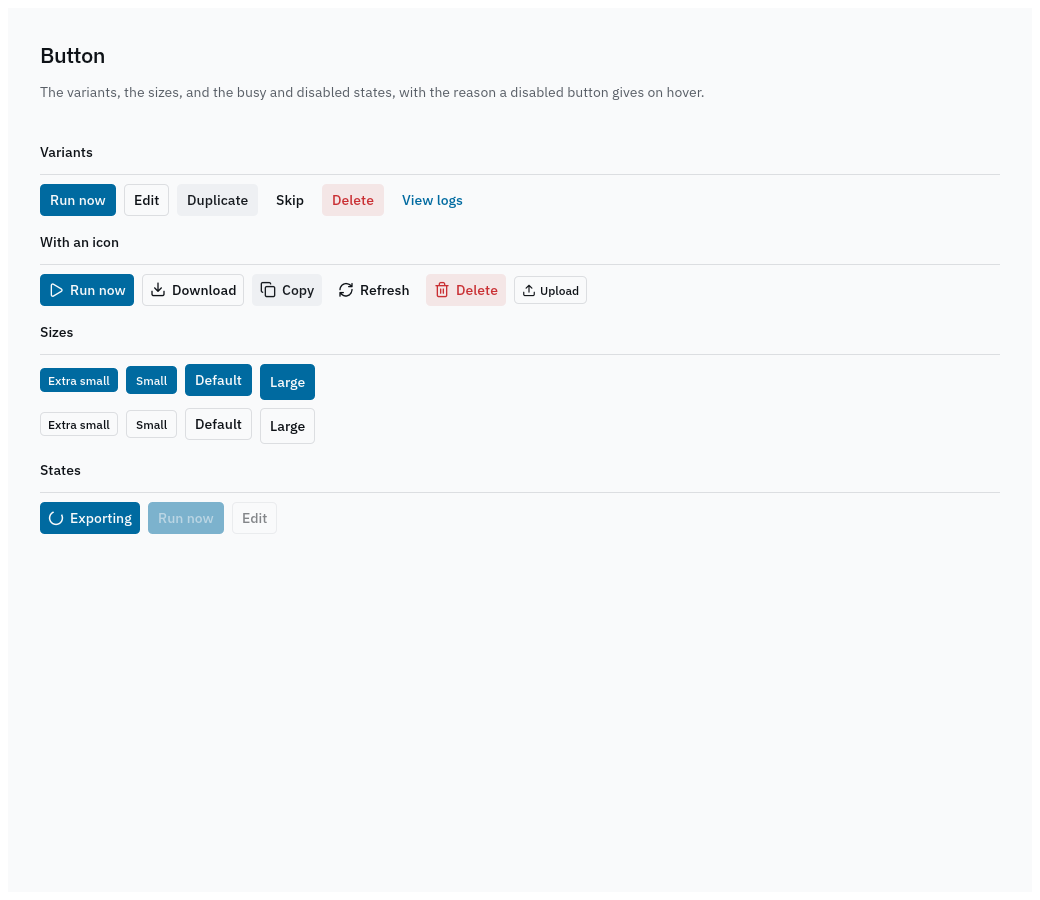 Button
The variants, the sizes, and the busy and disabled states, with the reason a disabled button gives on hover.
Variants
Run now Edit Duplicate Skip Delete View logs
With an icon
Run now Download Copy Refresh Delete Upload
Sizes
Extra small Small Default Large
Extra small Small Default Large
States
Exporting Run now Edit